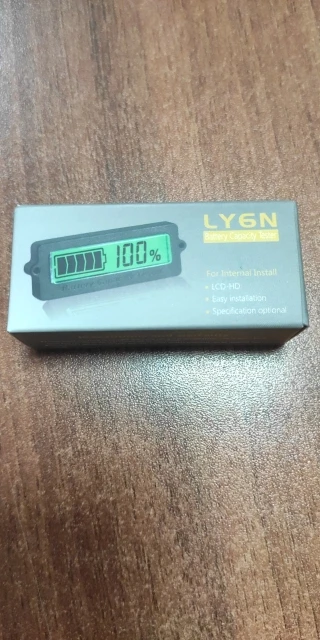 LY6N
Battery Capacity Tester
100%
For Internal Install
• LCD-HD
• Easy installation
• Specification optional